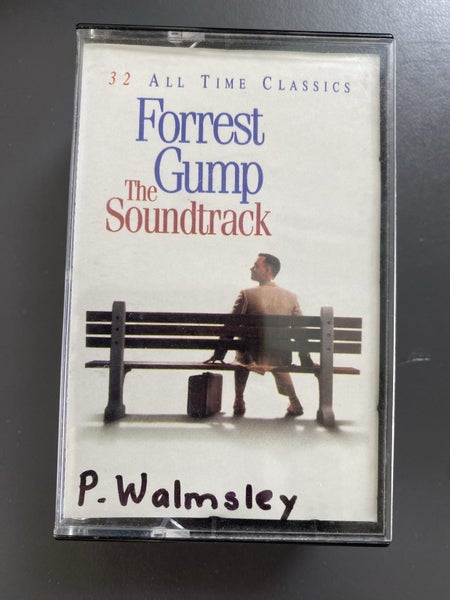 32 ALL TIME CLASSICS
Forrest
Gump
The
Soundtrack
P. Walmsley